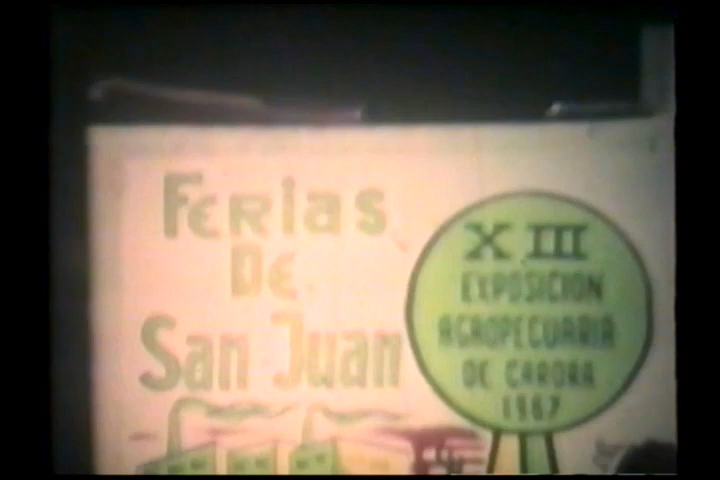 Ferias
De
San Juan
XIII
EXPOSICION
AGROPECUARIA
DE CARORA
1967